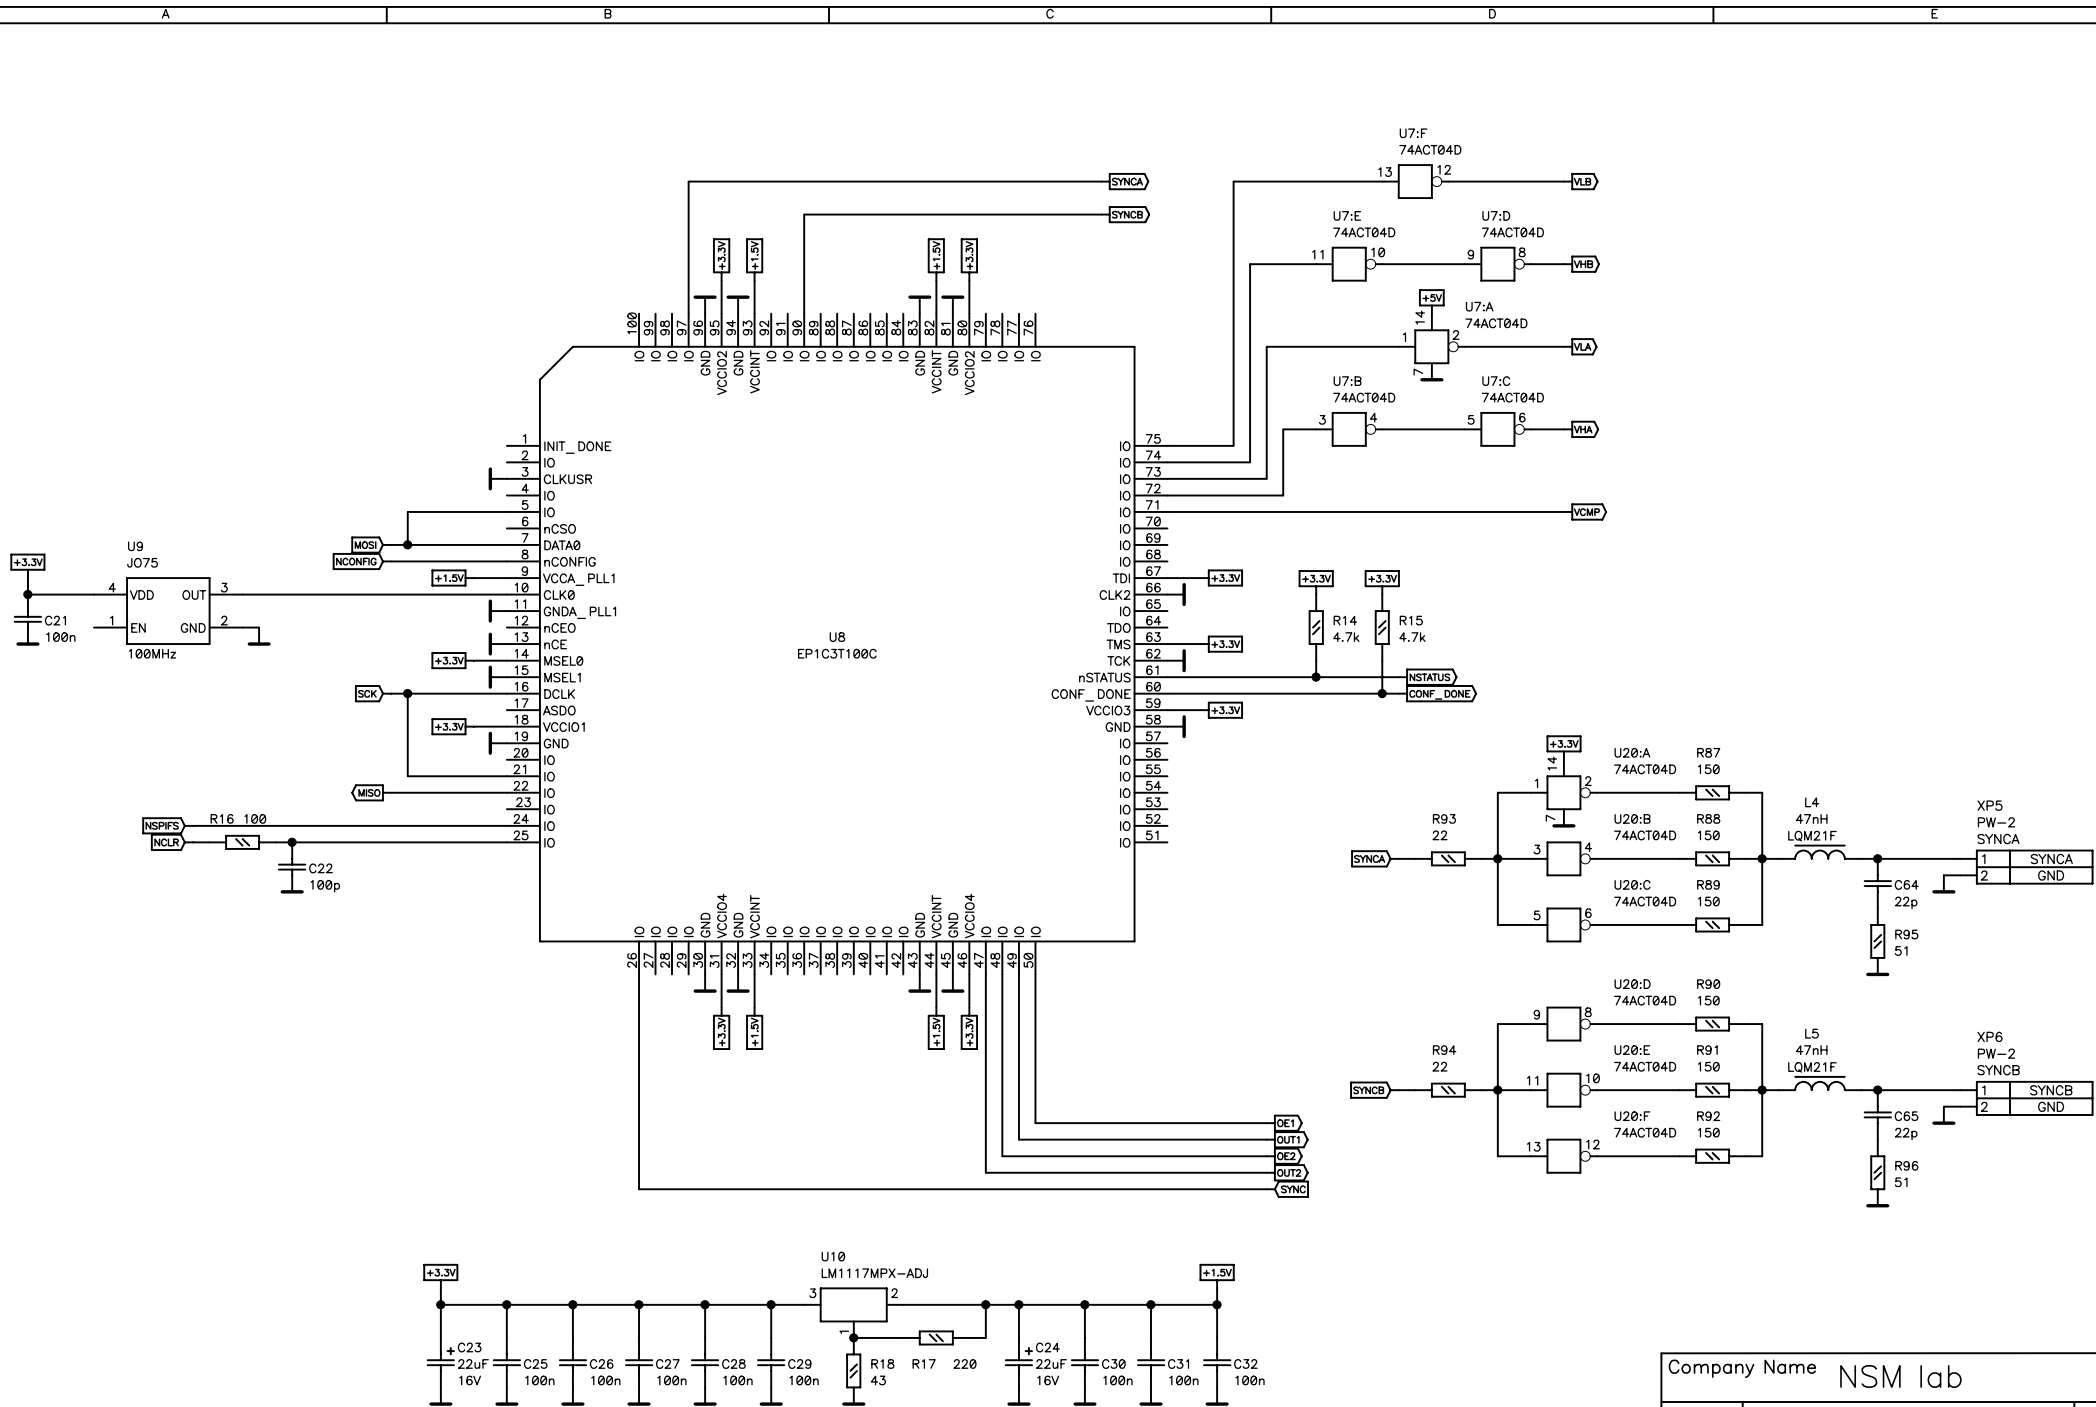 A B C D E
U7:F
74ACT04D
13 12
VLB
SYNCA
SYNCB
U7:E
74ACT04D
11 10
U7:D
74ACT04D
9 8
VHB
+5V
14
U7:A
74ACT04D
1 2
7
VLA
U7:B
74ACT04D
3 4
U7:C
74ACT04D
5 6
VHA
VCMP
+3.3V +1.5V +1.5V +3.3V
100 99 98 97 96 95 94 93 92 91 90 89 88 87 86 85 84 83 82 81 80 79 78 77 76
IO IO IO IO GND VCCIO2 GND VCCINT IO IO IO IO IO IO IO IO IO GND VCCINT GND VCCIO2 IO IO IO IO
1 INIT_DONE
2 IO
3 CLKUSR
4 IO
5 IO
6 nCSO
7 DATA0
8 nCONFIG
9 VCCA_PLL1
10 CLK0
11 GNDA_PLL1
12 nCEO
13 nCE
14 MSEL0
15 MSEL1
16 DCLK
17 ASDO
18 VCCIO1
19 GND
20 IO
21 IO
22 IO
23 IO
24 IO
25 IO
MOSI
NCONFIG
+1.5V
+3.3V
SCK
+3.3V
MISO
NSPIFS
NCLR
R16 100
C22
100p
+3.3V
C21
100n
U9
JO75
4 VDD OUT 3
1 EN GND 2
100MHz
U8
EP1C3T100C
IO 75
IO 74
IO 73
IO 72
IO 71
IO 70
IO 69
IO 68
TDI 67
CLK2 66
IO 65
TDO 64
TMS 63
TCK 62
nSTATUS 61
CONF_DONE 60
VCCIO3 59
GND 58
IO 57
IO 56
IO 55
IO 54
IO 53
IO 52
IO 51
+3.3V
+3.3V
+3.3V
+3.3V +3.3V
R14
4.7k
R15
4.7k
NSTATUS
CONF_DONE
IO IO IO IO GND VCCIO4 GND VCCINT IO IO IO IO IO IO IO IO IO GND VCCINT GND VCCIO4 IO IO IO IO
26 27 28 29 30 31 32 33 34 35 36 37 38 39 40 41 42 43 44 45 46 47 48 49 50
+3.3V +1.5V +1.5V +3.3V
OE1
OUT1
OE2
OUT2
SYNC
+3.3V
14
U20:A
74ACT04D
1 2
7
R87
150
SYNCA
R93
22
U20:B
74ACT04D
3 4
R88
150
U20:C
74ACT04D
5 6
R89
150
L4
47nH
LQM21F
C64
22p
R95
51
XP5
PW-2
SYNCA
1 SYNCA
2 GND
U20:D
74ACT04D
9 8
R90
150
SYNCB
R94
22
U20:E
74ACT04D
11 10
R91
150
U20:F
74ACT04D
13 12
R92
150
L5
47nH
LQM21F
C65
22p
R96
51
XP6
PW-2
SYNCB
1 SYNCB
2 GND
+3.3V
U10
LM1117MPX-ADJ
3 2
1
+1.5V
+ C23
22uF
16V
C25
100n
C26
100n
C27
100n
C28
100n
C29
100n
R18
43
R17 220
+ C24
22uF
16V
C30
100n
C31
100n
C32
100n
Company Name NSM lab